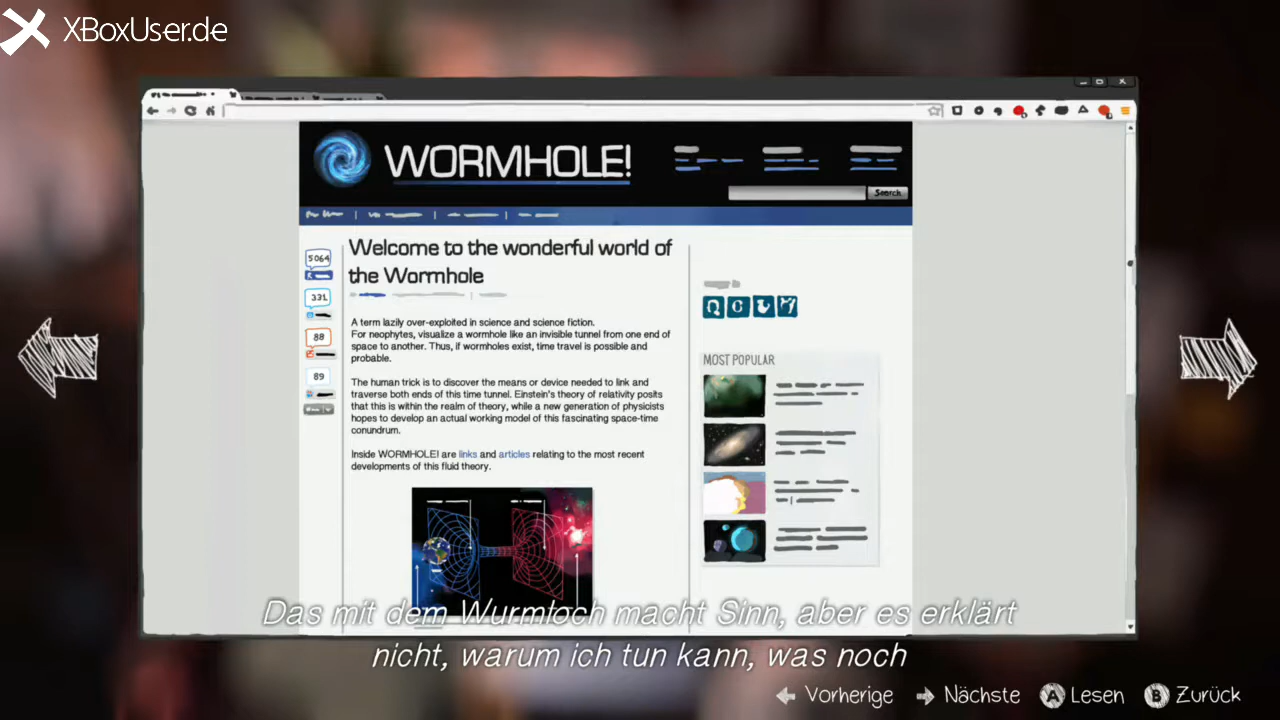 XBoxUser.de
WORMHOLE!
Search
Welcome to the wonderful world of
the Wormhole
5064
331
88
89
A term lazily over-exploited in science and science fiction.
For neophytes, visualize a wormhole like an invisible tunnel from one end of
space to another. Thus, if wormholes exist, time travel is possible and
probable.
The human trick is to discover the means or device needed to link and
traverse both ends of this time tunnel. Einstein's theory of relativity posits
that this is within the realm of theory, while a new generation of physicists
hopes to develop an actual working model of this fascinating space-time
conundrum.
Inside WORMHOLE! are links and articles relating to the most recent
developments of this fluid theory.
MOST POPULAR
Das mit dem Wurmloch macht Sinn, aber es erklärt
nicht, warum ich tun kann, was noch
Vorherige Nächste A Lesen B Zurück